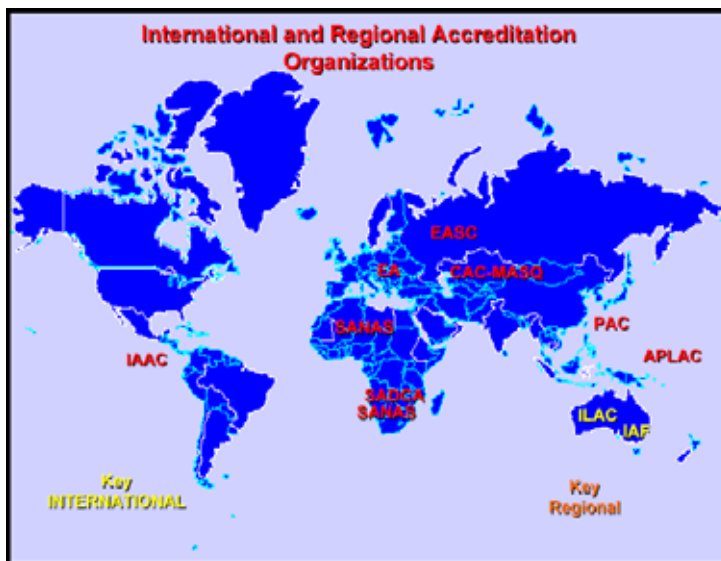 International and Regional Accreditation
Organizations
EASC
EA
CAC-MASQ
SANAS
PAC
IAAC
APLAC
SADCA
SANAS
ILAC
IAF
Key
INTERNATIONAL
Key
Regional